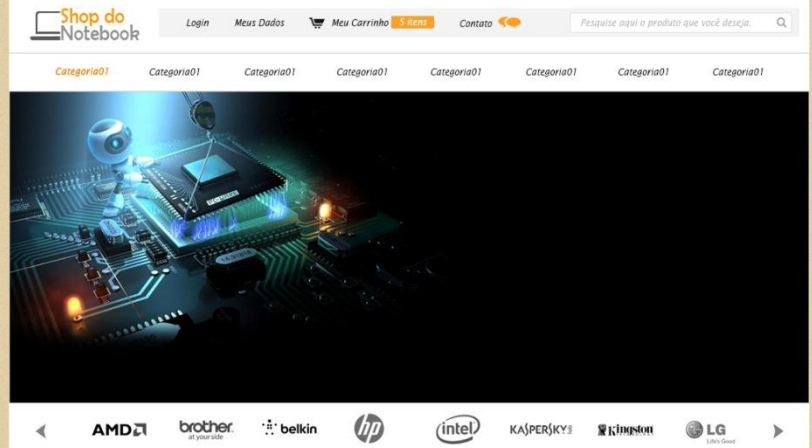 Shop do
Notebook
Login Meus Dados Meu Carrinho 5 itens Contato Pesquise aqui o produto que você deseja.
Categoria01 Categoria01 Categoria01 Categoria01 Categoria01 Categoria01 Categoria01 Categoria01
AMD brother at your side belkin hp intel KASPERSKY Kingston LG Life's Good